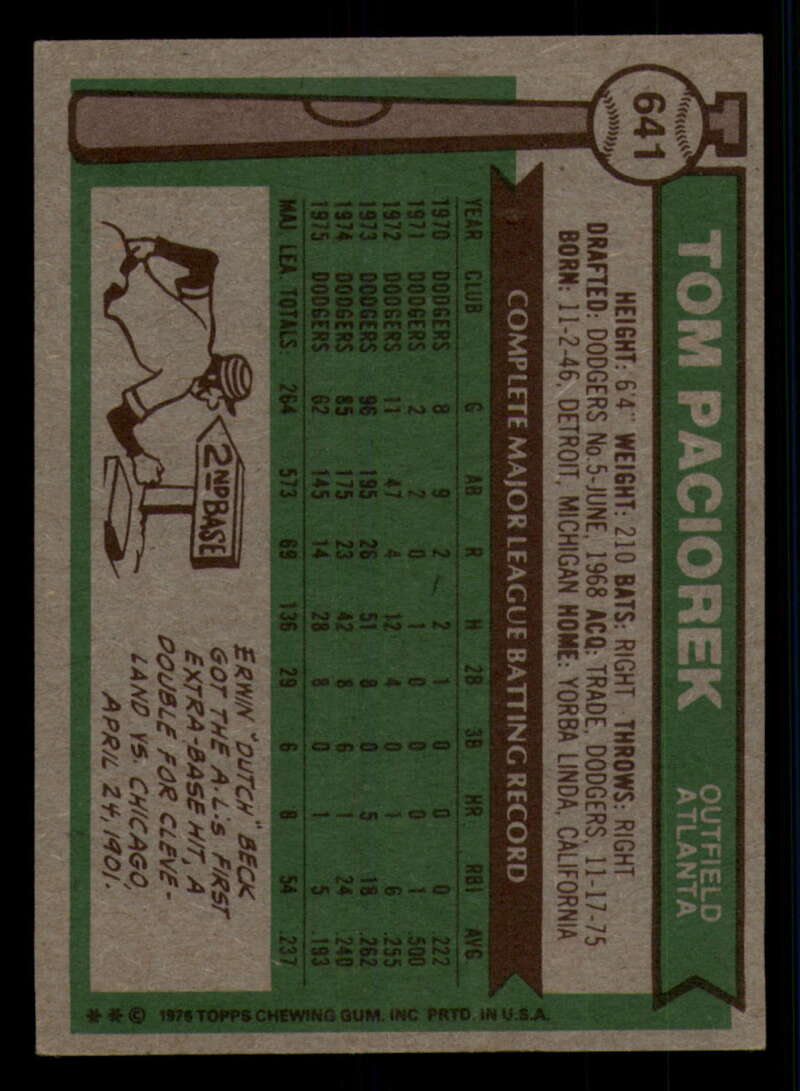 641
TOM PACIOREK
OUTFIELD
ATLANTA
HEIGHT: 6'4" WEIGHT: 210 BATS: RIGHT THROWS: RIGHT
DRAFTED: DODGERS No.5-JUNE, 1968 ACQ: TRADE, DODGERS, 11-17-75
BORN: 11-2-46, DETROIT, MICHIGAN HOME: YORBA LINDA, CALIFORNIA
COMPLETE MAJOR LEAGUE BATTING RECORD
YEAR CLUB G AB R H 2B 3B HR RBI AVG.
1970 DODGERS 8 9 2 2 1 0 0 0 .222
1971 DODGERS 2 2 0 1 0 0 0 1 .500
1972 DODGERS 11 47 4 12 4 0 1 6 .255
1973 DODGERS 96 195 26 51 8 0 5 18 .262
1974 DODGERS 85 175 23 42 8 6 1 24 .240
1975 DODGERS 62 145 14 28 8 0 1 5 .193
MAJ LEA TOTALS 264 573 69 136 29 6 8 54 .237
2ND BASE
ERWIN "DUTCH" BECK
GOT THE A.L.'S FIRST
EXTRA-BASE HIT, A
DOUBLE FOR CLEVE-
LAND VS. CHICAGO,
APRIL 24, 1901.
** © 1976 TOPPS CHEWING GUM. INC PRTD. IN U.S.A.